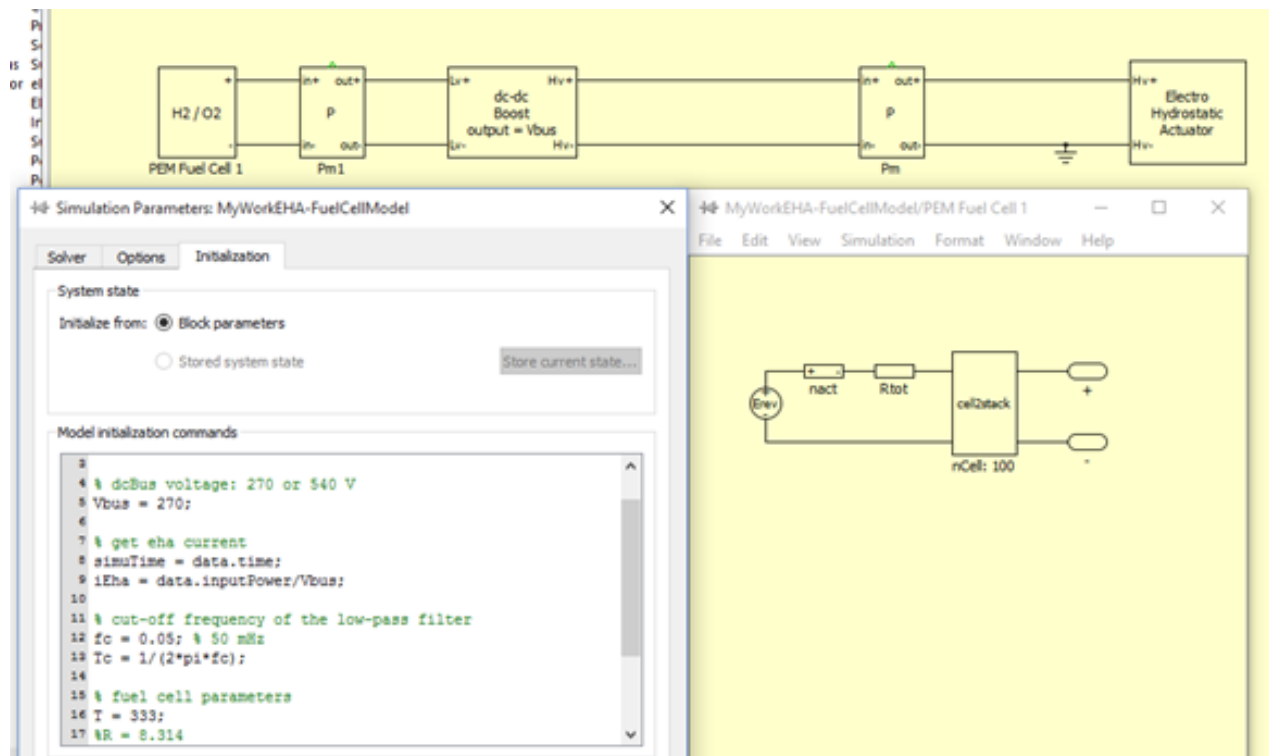 H2 / O2
+
-
PEM Fuel Cell 1
in+ out+
P
in- out-
Pm1
Lv+ Hv+
dc-dc
Boost
output = Vbus
Lv- Hv-
in+ out+
P
in- out-
Pm
Hv+
Electro
Hydrostatic
Actuator
Hv-
Simulation Parameters: MyWorkEHA-FuelCellModel
Solver Options Initialization
System state
Initialize from: Block parameters
Stored system state Store current state...
Model initialization commands
3
4 % dcBus voltage: 270 or 540 V
5 Vbus = 270;
6
7 % get eha current
8 simuTime = data.time;
9 iEha = data.inputPower/Vbus;
10
11 % cut-off frequency of the low-pass filter
12 fc = 0.05; % 50 mHz
13 Tc = 1/(2*pi*fc);
14
15 % fuel cell parameters
16 T = 333;
17 %R = 8.314
MyWorkEHA-FuelCellModel/PEM Fuel Cell 1
File Edit View Simulation Format Window Help
Erev
+ -
nact
Rtot
cell2stack
nCell: 100
+
-